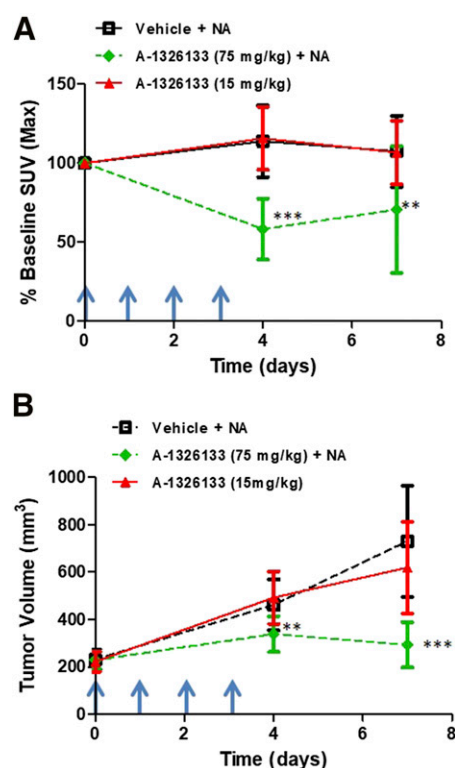 A
Vehicle + NA
A-1326133 (75 mg/kg) + NA
A-1326133 (15 mg/kg)
% Baseline SUV (Max)
150
100
50
0
***
**
0 2 4 6 8
Time (days)
B
Vehicle + NA
A-1326133 (75 mg/kg) + NA
A-1326133 (15mg/kg)
Tumor Volume (mm³)
1000
800
600
400
200
0
**
***
0 2 4 6 8
Time (days)